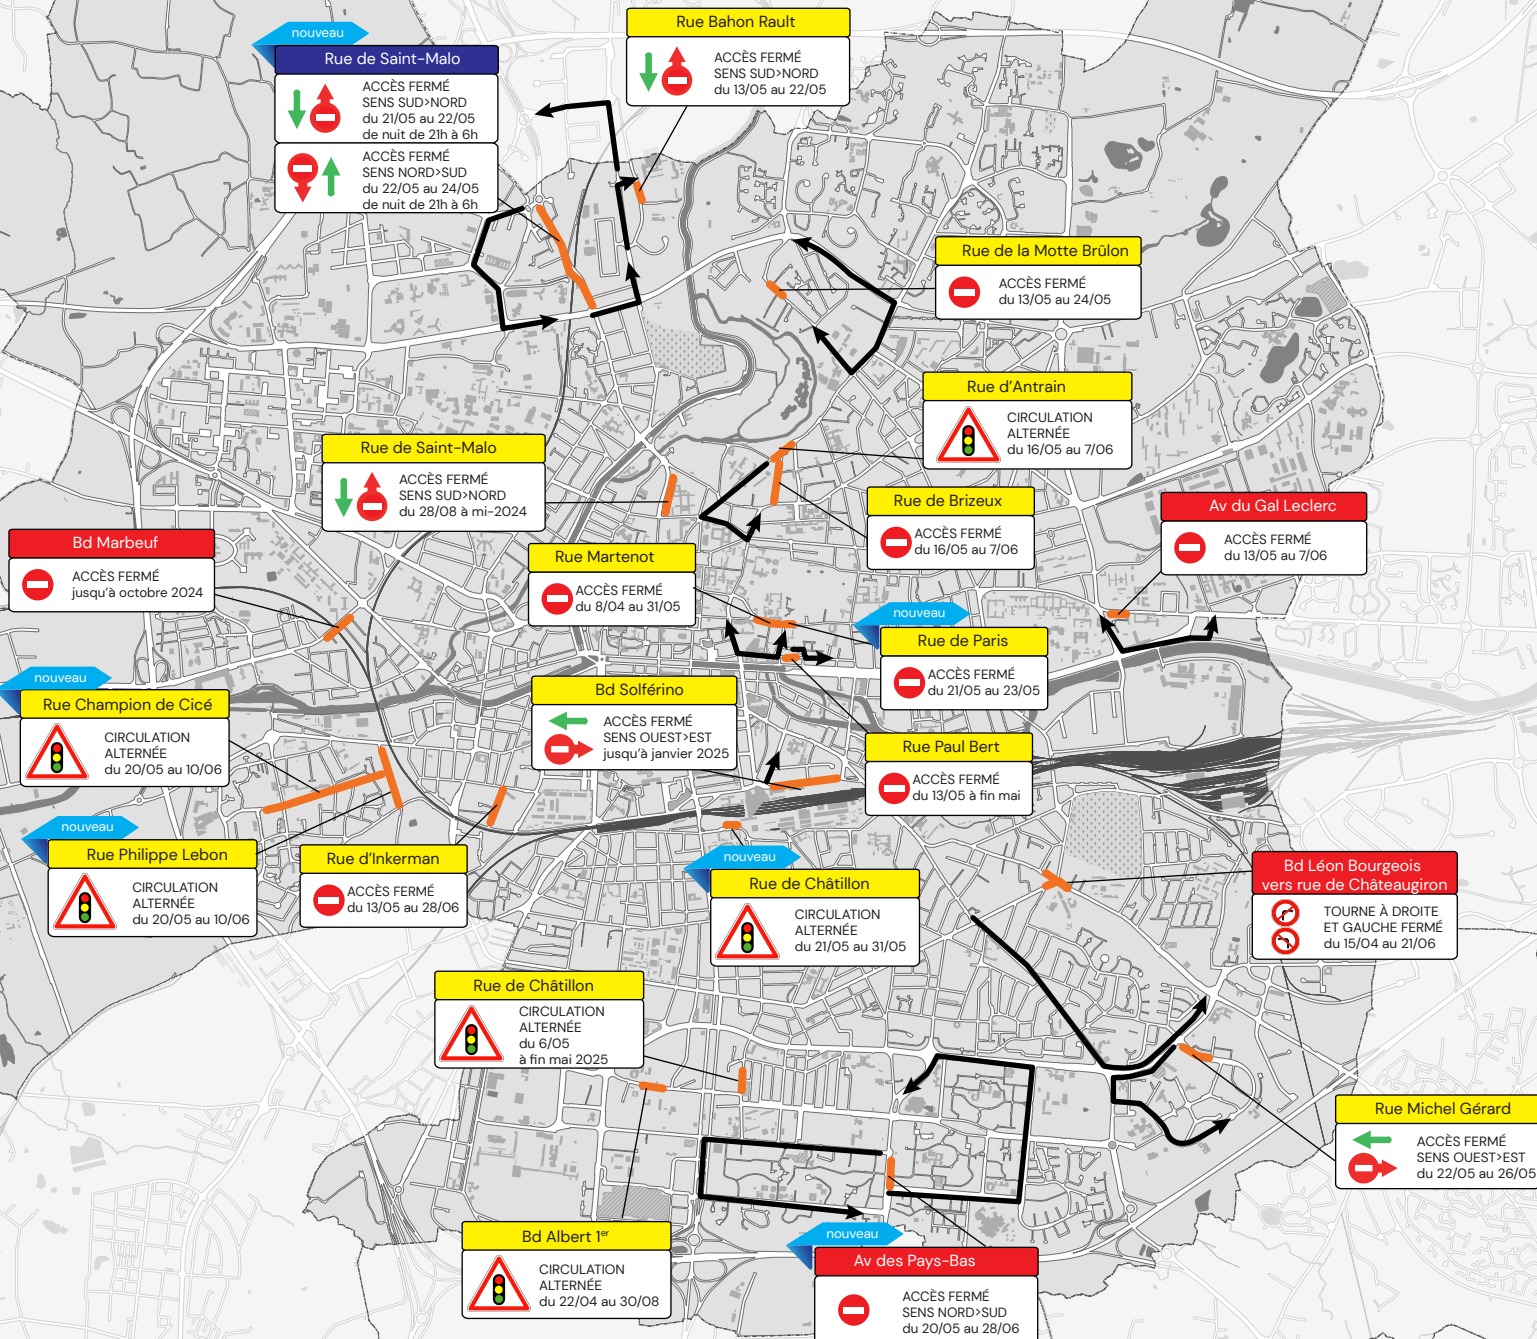 nouveau
Rue de Saint-Malo
ACCÈS FERMÉ
SENS SUD>NORD
du 21/05 au 22/05
de nuit de 21h à 6h
ACCÈS FERMÉ
SENS NORD>SUD
du 22/05 au 24/05
de nuit de 21h à 6h
Rue Bahon Rault
ACCÈS FERMÉ
SENS SUD>NORD
du 13/05 au 22/05
Rue de la Motte Brûlon
ACCÈS FERMÉ
du 13/05 au 24/05
Rue d'Antrain
CIRCULATION
ALTERNÉE
du 16/05 au 7/06
Rue de Saint-Malo
ACCÈS FERMÉ
SENS SUD>NORD
du 28/08 à mi-2024
Rue de Brizeux
ACCÈS FERMÉ
du 16/05 au 7/06
Av du Gal Leclerc
ACCÈS FERMÉ
du 13/05 au 7/06
Bd Marbeuf
ACCÈS FERMÉ
jusqu'à octobre 2024
Rue Martenot
ACCÈS FERMÉ
du 8/04 au 31/05
nouveau
Rue de Paris
ACCÈS FERMÉ
du 21/05 au 23/05
nouveau
Rue Champion de Cicé
CIRCULATION
ALTERNÉE
du 20/05 au 10/06
Bd Solférino
ACCÈS FERMÉ
SENS OUEST>EST
jusqu'à janvier 2025
Rue Paul Bert
ACCÈS FERMÉ
du 13/05 à fin mai
nouveau
Rue Philippe Lebon
CIRCULATION
ALTERNÉE
du 20/05 au 10/06
Rue d'Inkerman
ACCÈS FERMÉ
du 13/05 au 28/06
nouveau
Rue de Châtillon
CIRCULATION
ALTERNÉE
du 21/05 au 31/05
Bd Léon Bourgeois
vers rue de Châteaugiron
TOURNE À DROITE
ET GAUCHE FERMÉ
du 15/04 au 21/06
Rue de Châtillon
CIRCULATION
ALTERNÉE
du 6/05
à fin mai 2025
Rue Michel Gérard
ACCÈS FERMÉ
SENS OUEST>EST
du 22/05 au 26/05
Bd Albert 1er
CIRCULATION
ALTERNÉE
du 22/04 au 30/08
nouveau
Av des Pays-Bas
ACCÈS FERMÉ
SENS NORD>SUD
du 20/05 au 28/06